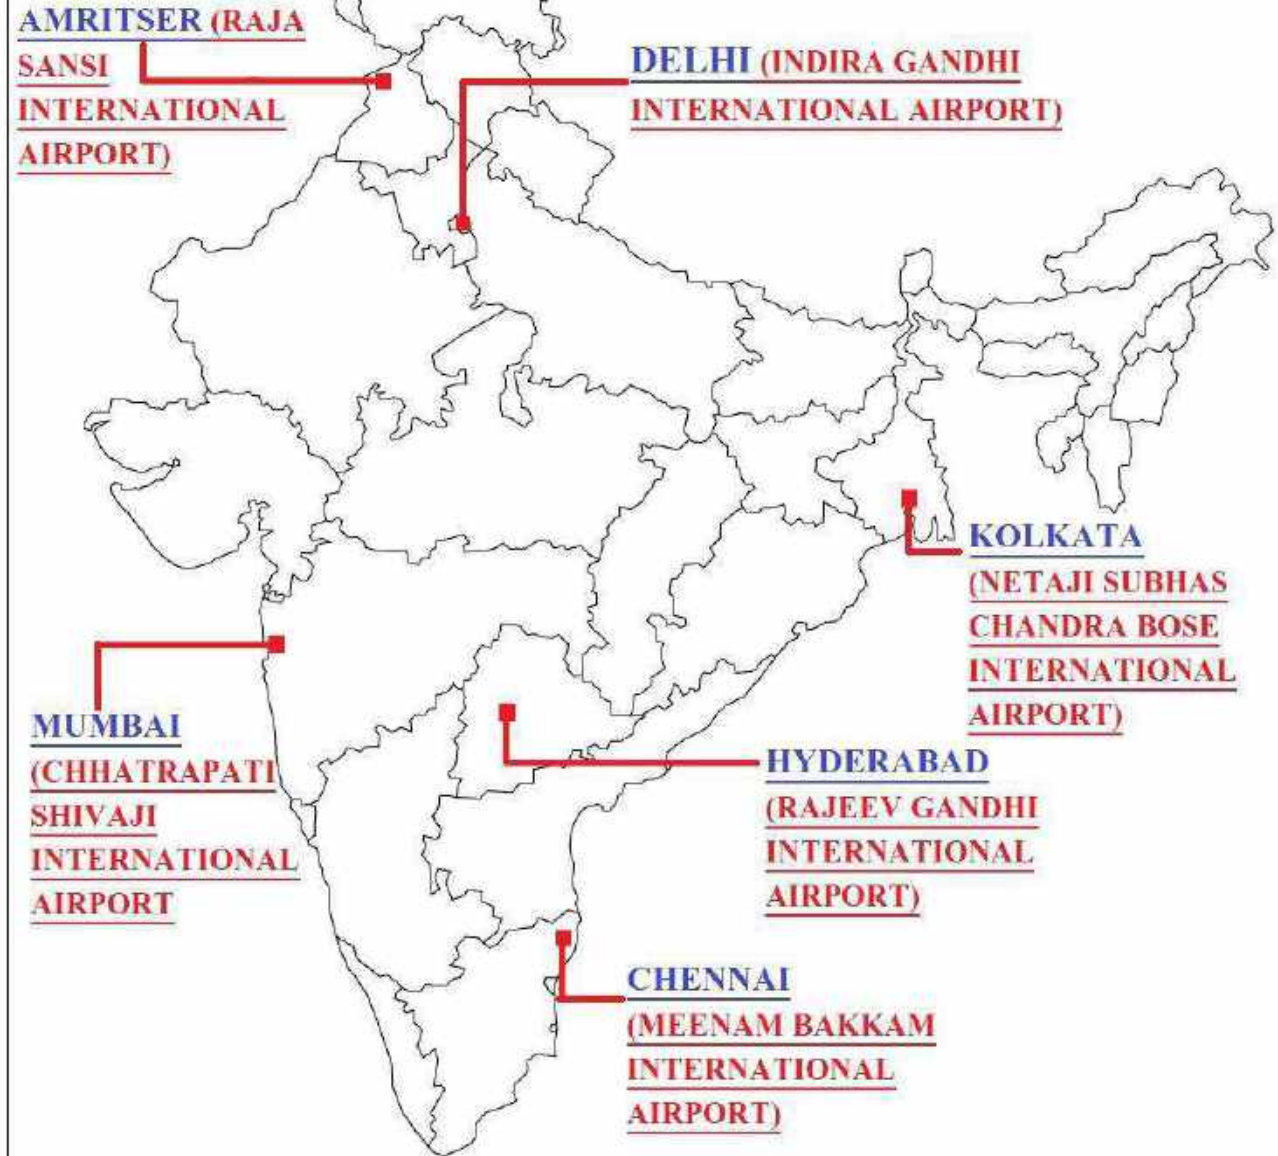 AMRITSER (RAJA
SANSI
INTERNATIONAL
AIRPORT)
DELHI (INDIRA GANDHI
INTERNATIONAL AIRPORT)
KOLKATA
(NETAJI SUBHAS
CHANDRA BOSE
INTERNATIONAL
AIRPORT)
MUMBAI
(CHHATRAPATI
SHIVAJI
INTERNATIONAL
AIRPORT
HYDERABAD
(RAJEEV GANDHI
INTERNATIONAL
AIRPORT)
CHENNAI
(MEENAM BAKKAM
INTERNATIONAL
AIRPORT)